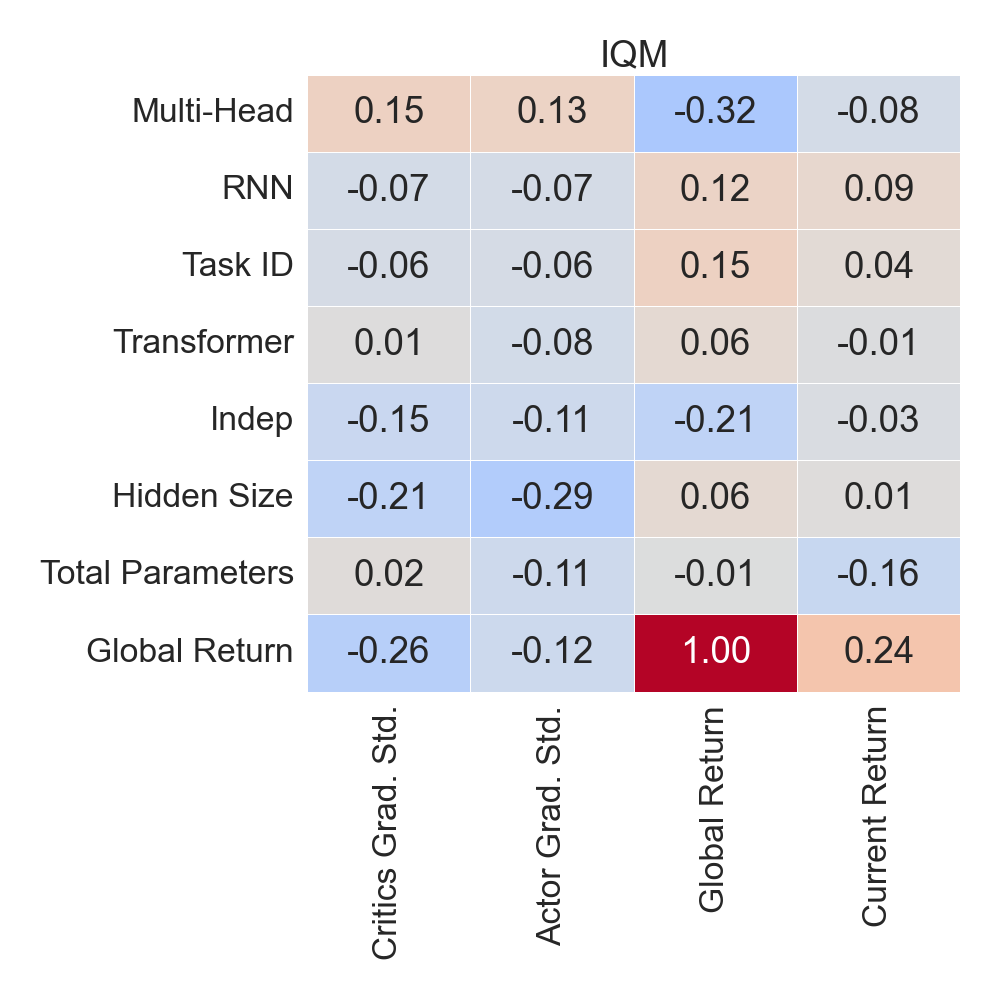 IQM
Multi-Head 0.15 0.13 -0.32 -0.08
RNN -0.07 -0.07 0.12 0.09
Task ID -0.06 -0.06 0.15 0.04
Transformer 0.01 -0.08 0.06 -0.01
Indep -0.15 -0.11 -0.21 -0.03
Hidden Size -0.21 -0.29 0.06 0.01
Total Parameters 0.02 -0.11 -0.01 -0.16
Global Return -0.26 -0.12 1.00 0.24
Critics Grad. Std.
Actor Grad. Std.
Global Return
Current Return